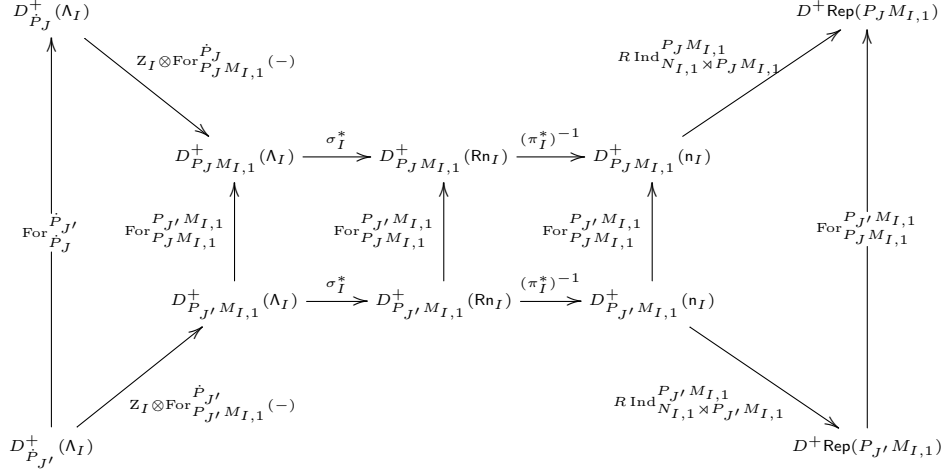 $D^+_{\dot{P}_J}(\Lambda_I)$ $D^+\mathsf{Rep}(P_J M_{I,1})$
$\mathsf{z}_I \otimes \mathrm{For}^{\dot{P}_J}_{P_J M_{I,1}}(-)$ $R\,\mathrm{Ind}^{P_J M_{I,1}}_{N_{I,1} \rtimes P_J M_{I,1}}$
$D^+_{P_J M_{I,1}}(\Lambda_I)$ $\sigma_I^*$ $D^+_{P_J M_{I,1}}(\mathsf{Rn}_I)$ $(\pi_I^*)^{-1}$ $D^+_{P_J M_{I,1}}(\mathsf{n}_I)$
$\mathrm{For}^{\dot{P}_{J'}}_{\dot{P}_J}$ $\mathrm{For}^{P_{J'} M_{I,1}}_{P_J M_{I,1}}$ $\mathrm{For}^{P_{J'} M_{I,1}}_{P_J M_{I,1}}$ $\mathrm{For}^{P_{J'} M_{I,1}}_{P_J M_{I,1}}$ $\mathrm{For}^{P_{J'} M_{I,1}}_{P_J M_{I,1}}$
$D^+_{P_{J'} M_{I,1}}(\Lambda_I)$ $\sigma_I^*$ $D^+_{P_{J'} M_{I,1}}(\mathsf{Rn}_I)$ $(\pi_I^*)^{-1}$ $D^+_{P_{J'} M_{I,1}}(\mathsf{n}_I)$
$\mathsf{z}_I \otimes \mathrm{For}^{\dot{P}_{J'}}_{P_{J'} M_{I,1}}(-)$ $R\,\mathrm{Ind}^{P_{J'} M_{I,1}}_{N_{I,1} \rtimes P_{J'} M_{I,1}}$
$D^+_{\dot{P}_{J'}}(\Lambda_I)$ $D^+\mathsf{Rep}(P_{J'} M_{I,1})$